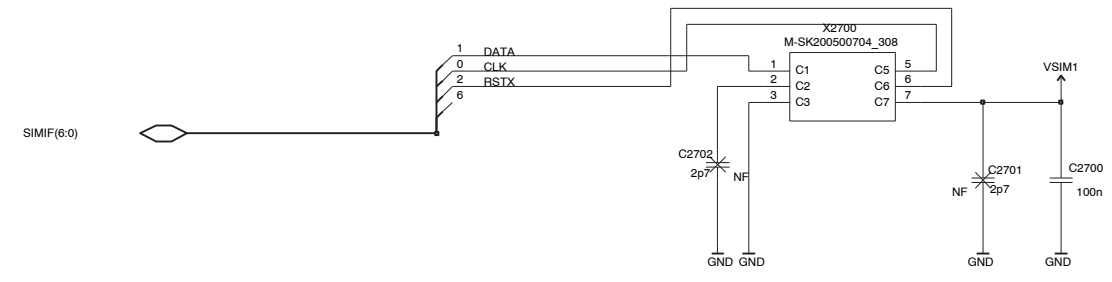 X2700
M-SK200500704_308
1 DATA
0 CLK
2 RSTX
6
SIMIF(6:0)
1 C1 C5 5
2 C2 C6 6
3 C3 C7 7
VSIM1
C2702
2p7
NF
C2701
NF 2p7
C2700
100n
GND GND GND GND